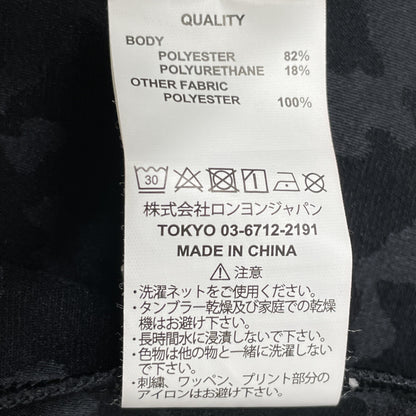 QUALITY
BODY
POLYESTER 82%
POLYURETHANE 18%
OTHER FABRIC
POLYESTER 100%
30
株式会社ロンヨンジャパン
TOKYO 03-6712-2191
MADE IN CHINA
⚠ 注意
・洗濯ネットをご使用ください。
・タンブラー乾燥及び家庭での乾燥
機はお避け下さい。
・長時間水に浸漬しないで下さい。
・色物は他の物と一緒に洗濯しない
で下さい。
・刺繍、ワッペン、プリント部分の
アイロンはお避け下さい。